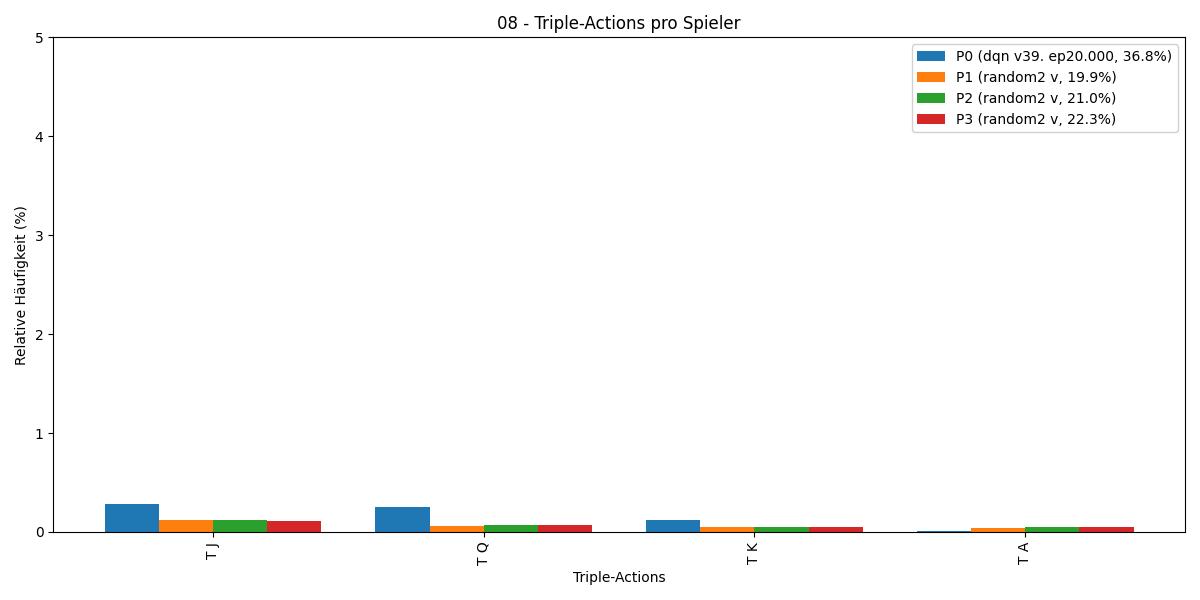 08 - Triple-Actions pro Spieler
P0 (dqn v39. ep20.000, 36.8%)
P1 (random2 v, 19.9%)
P2 (random2 v, 21.0%)
P3 (random2 v, 22.3%)
Relative Häufigkeit (%)
5
4
3
2
1
0
T J
T Q
T K
T A
Triple-Actions